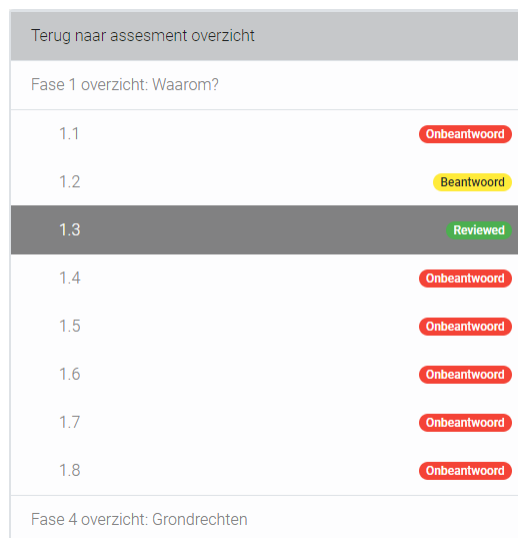 Terug naar assesment overzicht
Fase 1 overzicht: Waarom?
1.1 Onbeantwoord
1.2 Beantwoord
1.3 Reviewed
1.4 Onbeantwoord
1.5 Onbeantwoord
1.6 Onbeantwoord
1.7 Onbeantwoord
1.8 Onbeantwoord
Fase 4 overzicht: Grondrechten